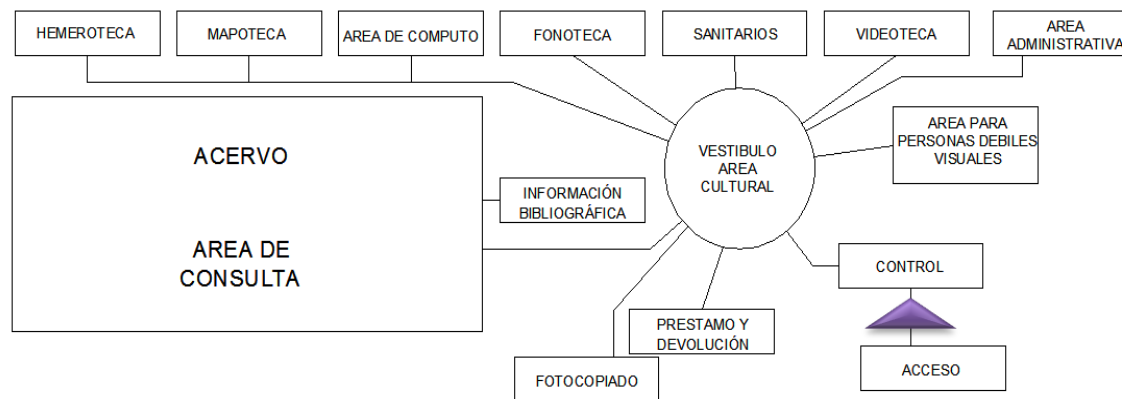 HEMEROTECA
MAPOTECA
AREA DE COMPUTO
FONOTECA
SANITARIOS
VIDEOTECA
AREA
ADMINISTRATIVA
ACERVO
AREA DE
CONSULTA
INFORMACIÓN
BIBLIOGRÁFICA
VESTIBULO
AREA
CULTURAL
AREA PARA
PERSONAS DEBILES
VISUALES
CONTROL
PRESTAMO Y
DEVOLUCIÓN
FOTOCOPIADO
ACCESO